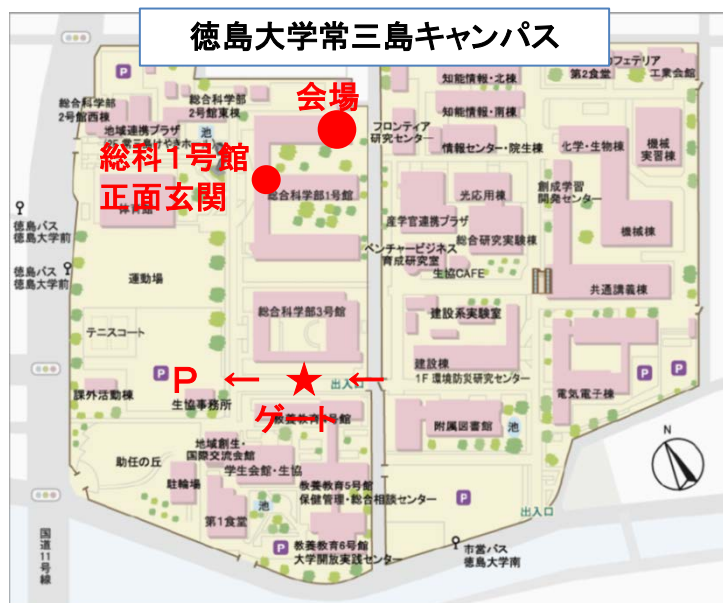 徳島大学常三島キャンパス
カフェテリア
第2食堂
工業会館
知能情報・北棟
総合科学部
2号館西棟
総合科学部
2号館東棟
会場
知能情報・南棟
地域連携プラザ
池
フロンティア
研究センター
情報センター・院生棟
化学・生物棟
機械
実習棟
総科1号館
正面玄関
総合科学部1号館
体育館
光応用棟
創成学習
開発センター
産学官連携プラザ
総合研究実験棟
機械棟
徳島バス
徳島大学前
ベンチャービジネス
育成研究室
生協CAFE
徳島バス
徳島大学前
運動場
共通講義棟
総合科学部3号館
建設系実験室
テニスコート
建設棟
1F 環境防災研究センター
P ← ★ ←
出入口
課外活動棟
生協事務所
電気電子棟
ゲート
教養教育4号館
附属図書館
池
地域創生・
国際交流会館
助任の丘
学生会館・生協
駐輪場
教養教育5号館
保健管理・総合相談センター
池
第1食堂
出入口
N
国道11号線
教養教育6号館
大学開放実践センター
市営バス
徳島大学南
P
P
P
P
P
P